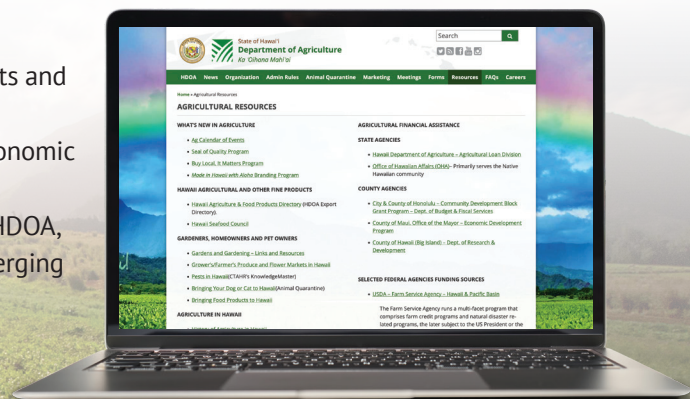 ts and
onomic
HDOA,
erging
State of Hawai'i
Department of Agriculture
Ka 'Oihana Mahi'ai
Search
HDOA News Organization Admin Rules Animal Quarantine Marketing Meetings Forms Resources FAQs Careers
Home » Agricultural Resources
AGRICULTURAL RESOURCES
WHAT'S NEW IN AGRICULTURE
• Ag Calendar of Events
• Seal of Quality Program
• Buy Local, It Matters Program
• Made in Hawaii with Aloha Branding Program
HAWAII AGRICULTURAL AND OTHER FINE PRODUCTS
• Hawaii Agriculture & Food Products Directory (HDOA Export
Directory).
• Hawaii Seafood Council
GARDENERS, HOMEOWNERS AND PET OWNERS
• Gardens and Gardening – Links and Resources
• Grower's/Farmer's Produce and Flower Markets in Hawaii
• Pests in Hawaii(CTAHR's KnowledgeMaster)
• Bringing Your Dog or Cat to Hawaii(Animal Quarantine)
• Bringing Food Products to Hawaii
AGRICULTURE IN HAWAII
AGRICULTURAL FINANCIAL ASSISTANCE
STATE AGENCIES
• Hawaii Department of Agriculture – Agricultural Loan Division
• Office of Hawaiian Affairs (OHA)– Primarily serves the Native
Hawaiian community
COUNTY AGENCIES
• City & County of Honolulu – Community Development Block
Grant Program – Dept. of Budget & Fiscal Services
• County of Maui, Office of the Mayor – Economic Development
Program
• County of Hawaii (Big Island) – Dept. of Research &
Development
SELECTED FEDERAL AGENCIES FUNDING SOURCES
• USDA – Farm Service Agency – Hawaii & Pacific Basin
The Farm Service Agency runs a multi-facet program that
comprises farm credit programs and natural disaster re-
lated programs, the later subject to the US President or the